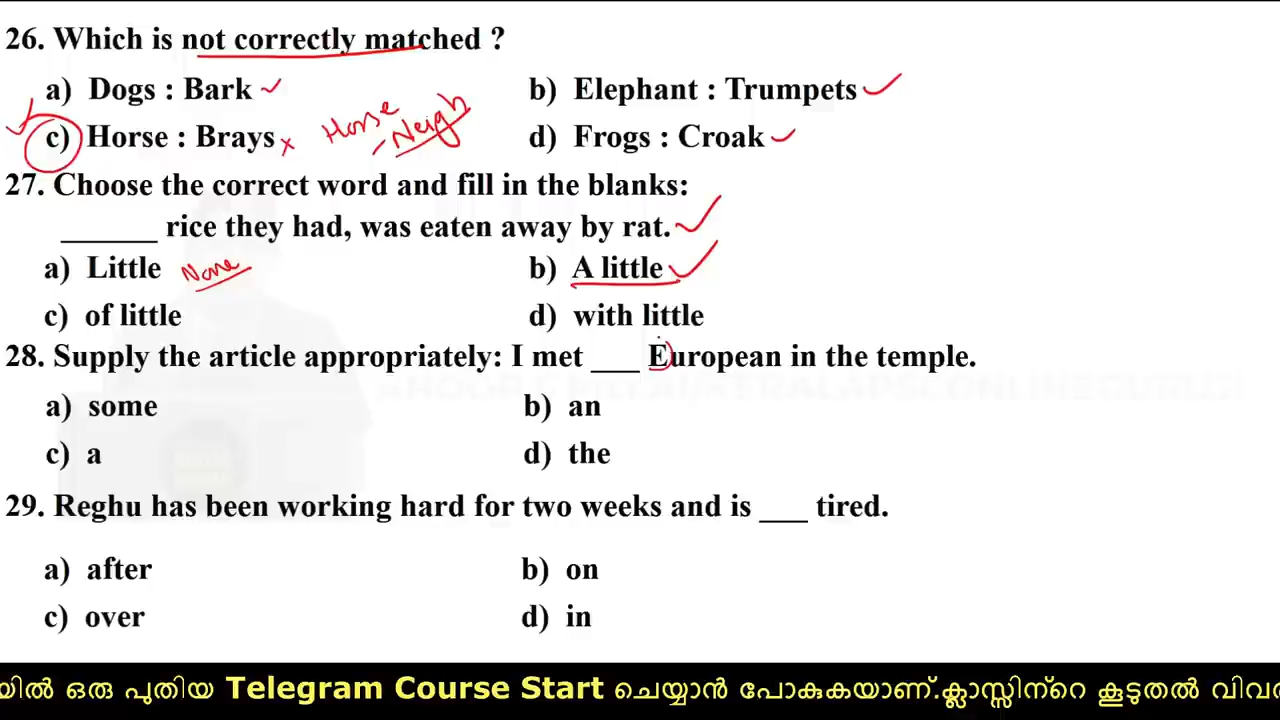 26. Which is not correctly matched ?
a) Dogs : Bark
b) Elephant : Trumpets
c) Horse : Brays
Horse
- Neigh
d) Frogs : Croak
27. Choose the correct word and fill in the blanks:
______ rice they had, was eaten away by rat.
a) Little
None
b) A little
c) of little
d) with little
28. Supply the article appropriately: I met ___ European in the temple.
a) some
b) an
c) a
d) the
29. Reghu has been working hard for two weeks and is ___ tired.
a) after
b) on
c) over
d) in
യിൽ ഒരു പുതിയ Telegram Course Start ചെയ്യാൻ പോകുകയാണ്.ക്ലാസ്സിന്റെ കൂടുതൽ വിവര